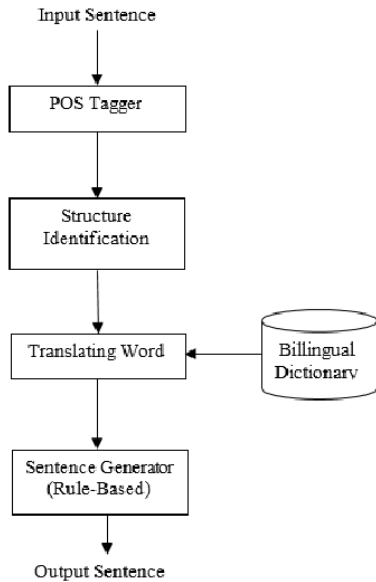 Input Sentence
POS Tagger
Structure
Identification
Translating Word
Billingual
Dictionary
Sentence Generator
(Rule-Based)
Output Sentence